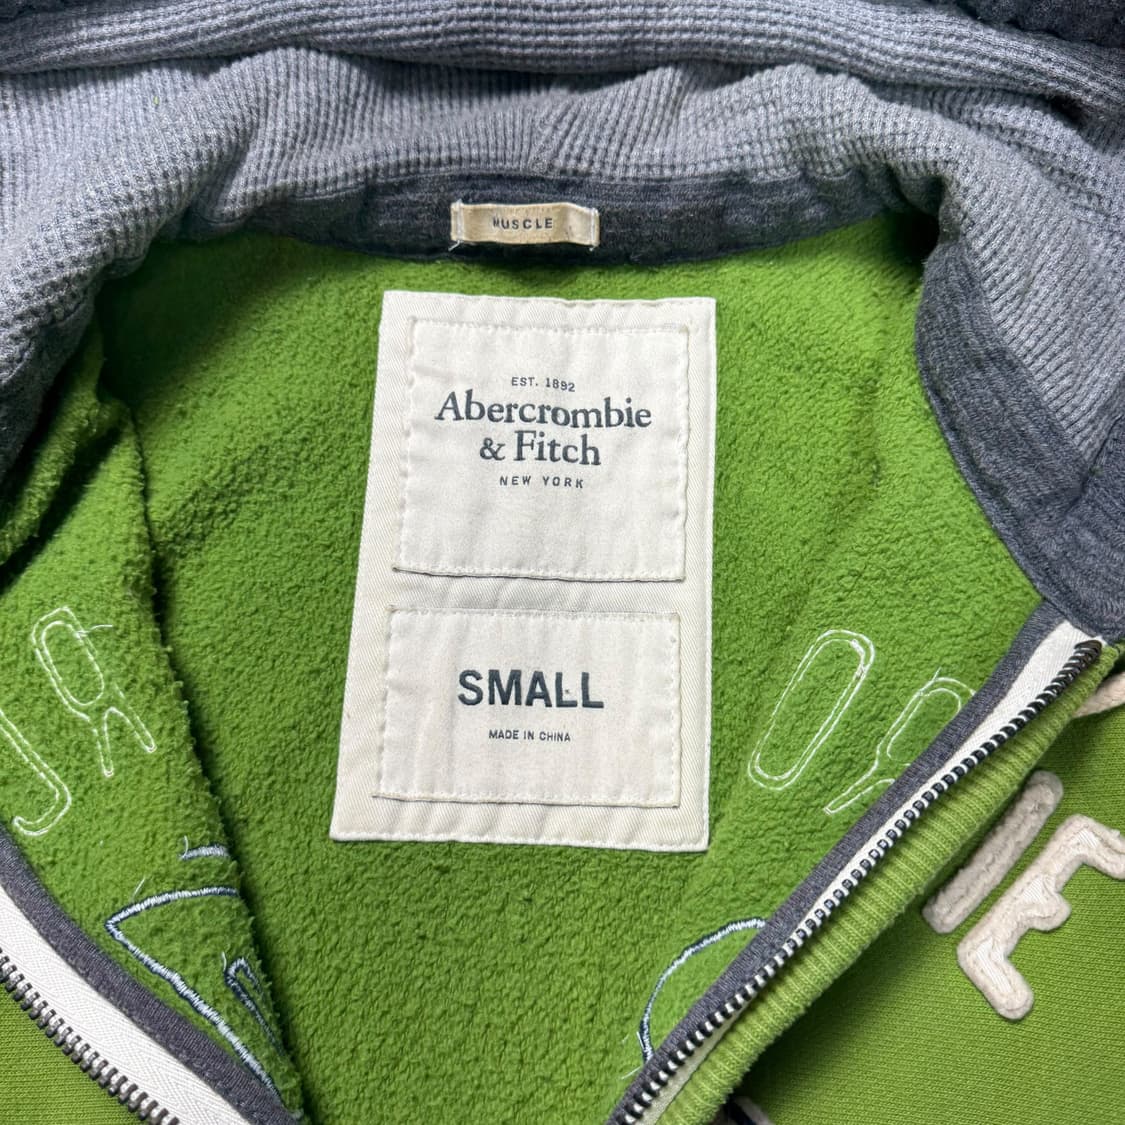 MUSCLE
EST. 1892
Abercrombie
& Fitch
NEW YORK
SMALL
MADE IN CHINA